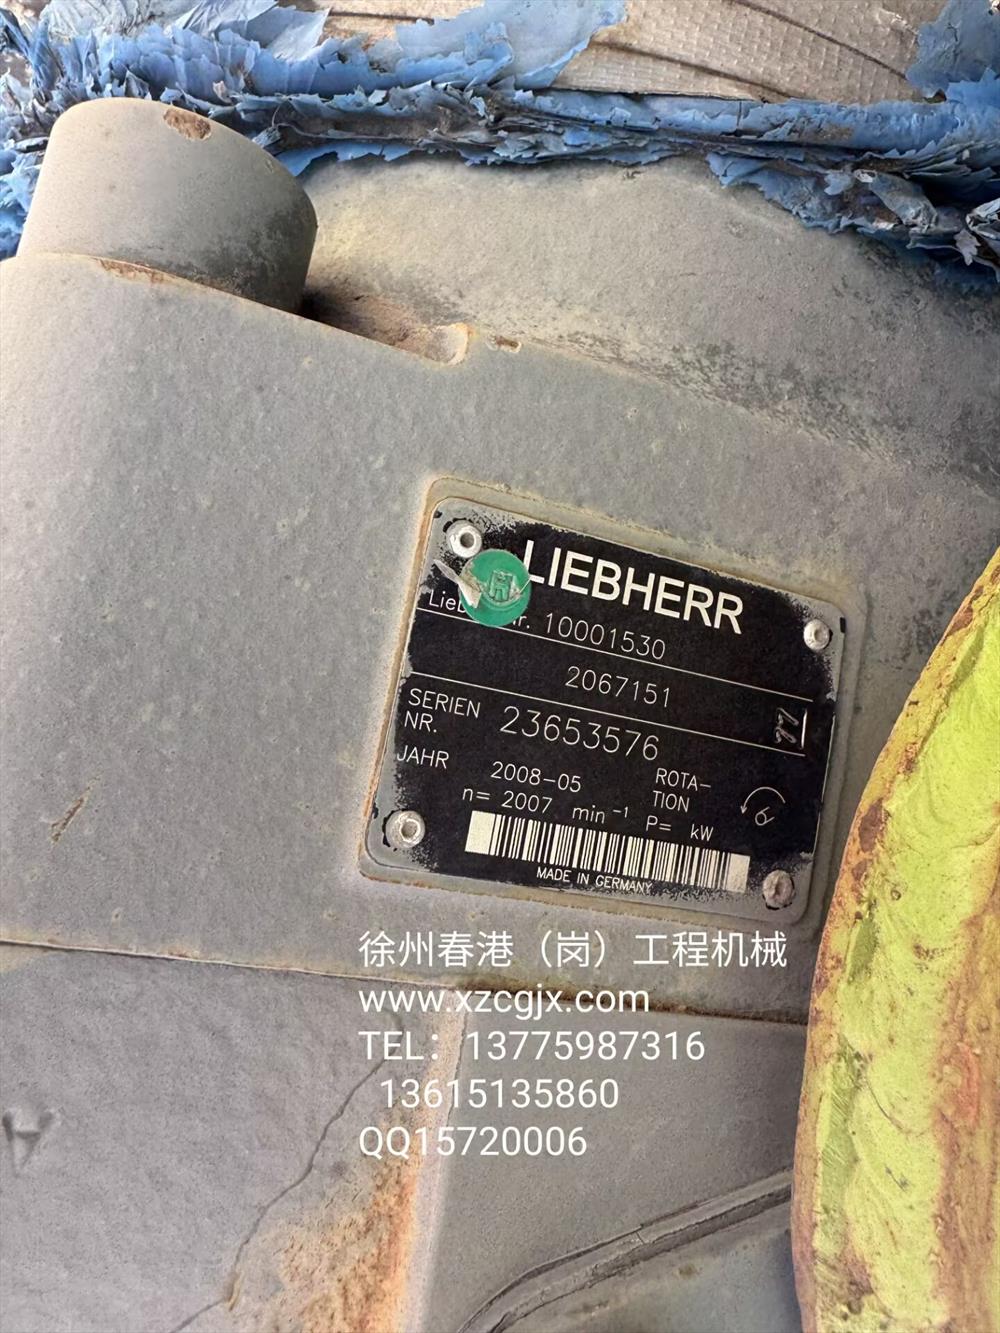 LIEBHERR
H
Nr. 10001530
2067151
SERIEN NR. 23653576
JAHR 2008-05
ROTA-
TION
n= 2007 min⁻¹ P= kW
MADE IN GERMANY
徐州春港（岗）工程机械
www.xzcgjx.com
TEL：13775987316
13615135860
QQ15720006